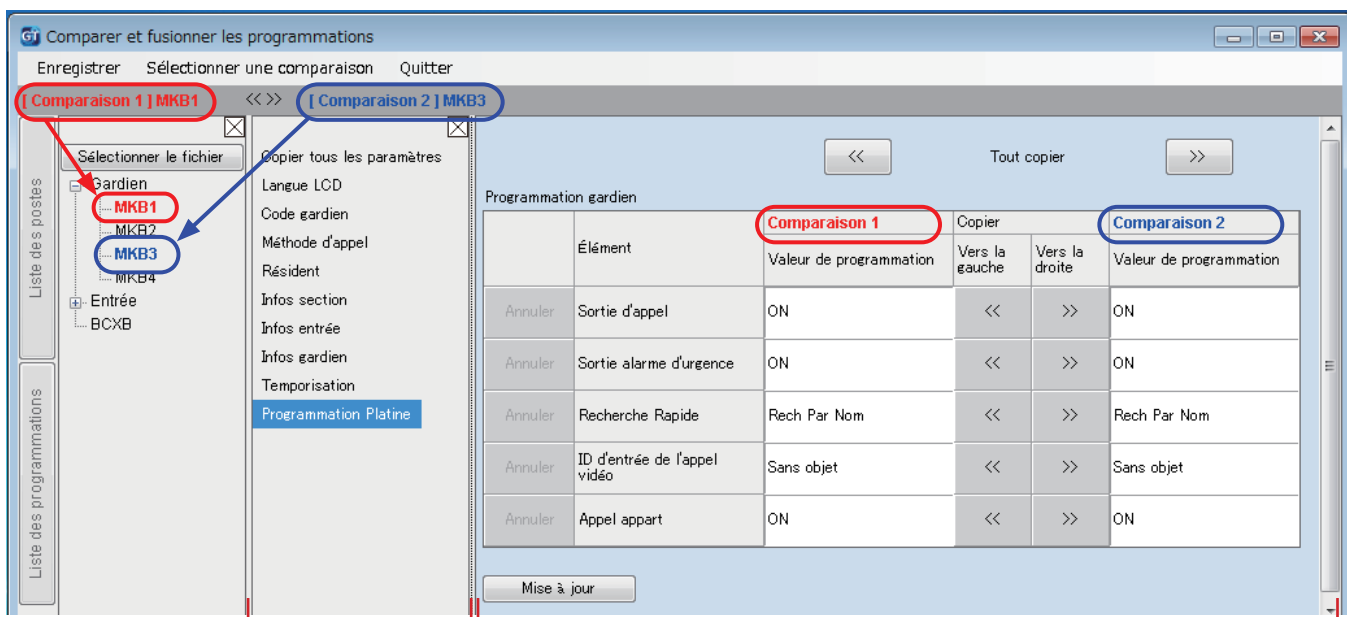 GT Comparer et fusionner les programmations
Enregistrer Sélectionner une comparaison Quitter
[ Comparaison 1 ] MKB1 << >> [ Comparaison 2 ] MKB3
Liste des postes
Liste des programmations
Sélectionner le fichier
Gardien
MKB1
MKB2
MKB3
MKB4
Entrée
BCXB
Copier tous les paramètres
Langue LCD
Code gardien
Méthode d'appel
Résident
Infos section
Infos entrée
Infos gardien
Temporisation
Programmation Platine
<< Tout copier >>
Programmation gardien
Élément
Comparaison 1 Copier Comparaison 2
Valeur de programmation Vers la gauche Vers la droite Valeur de programmation
Annuler Sortie d'appel ON << >> ON
Annuler Sortie alarme d'urgence ON << >> ON
Annuler Recherche Rapide Rech Par Nom << >> Rech Par Nom
Annuler ID d'entrée de l'appel vidéo Sans objet << >> Sans objet
Annuler Appel appart ON << >> ON
Mise à jour